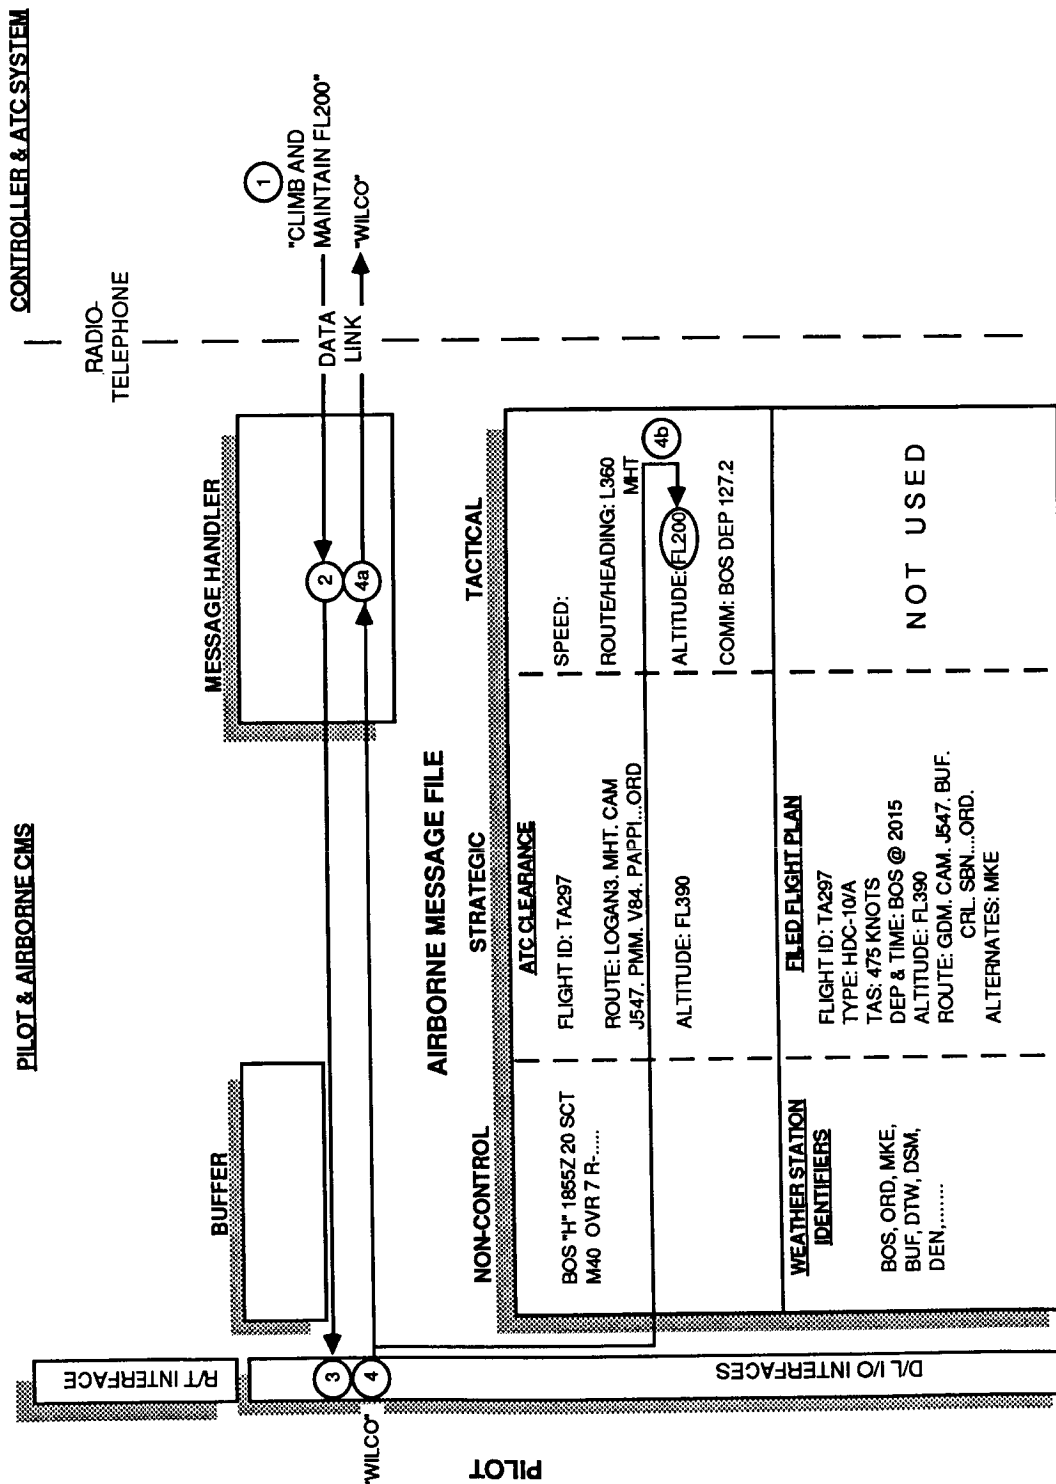 PILOT & AIRBORNE CMS
CONTROLLER & ATC SYSTEM
RADIO-
TELEPHONE
R/T INTERFACE
BUFFER
MESSAGE HANDLER
1
"CLIMB AND
MAINTAIN FL200"
DATA
LINK
"WILCO"
2
4a
3
4
"WILCO"
PILOT
D/L I/O INTERFACES
AIRBORNE MESSAGE FILE
NON-CONTROL
STRATEGIC
TACTICAL
BOS "H" 1855Z 20 SCT
M40 OVR 7 R-.....
ATC CLEARANCE
FLIGHT ID: TA297
ROUTE: LOGAN3. MHT. CAM
J547. PMM. V84. PAPPI...ORD
ALTITUDE: FL390
SPEED:
ROUTE/HEADING: L360
MHT
4b
ALTITUDE: FL200
COMM: BOS DEP 127.2
WEATHER STATION
IDENTIFIERS
BOS, ORD, MKE,
BUF, DTW, DSM,
DEN,........
FILED FLIGHT PLAN
FLIGHT ID: TA297
TYPE: HDC-10/A
TAS: 475 KNOTS
DEP & TIME: BOS @ 2015
ALTITUDE: FL390
ROUTE: GDM. CAM. J547. BUF.
CRL. SBN....ORD.
ALTERNATES: MKE
NOT USED